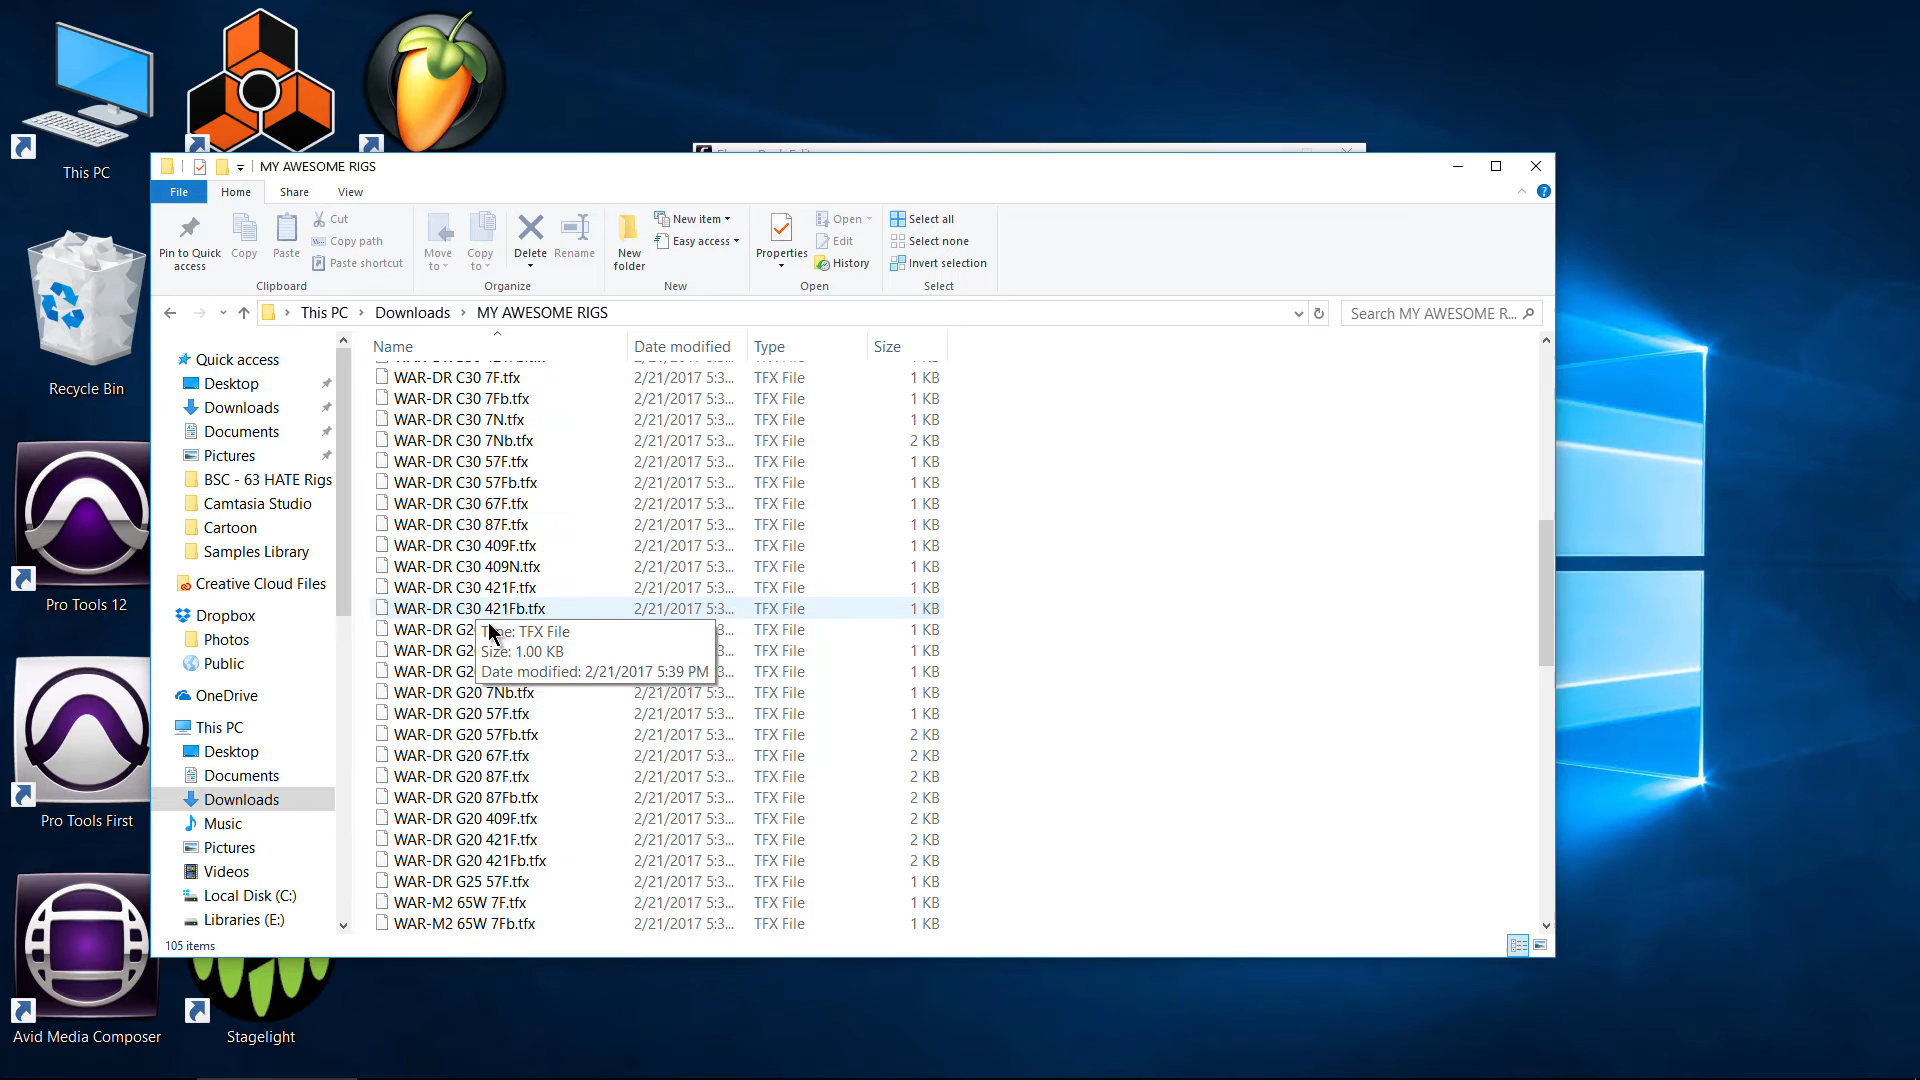 This PC
Recycle Bin
Pro Tools 12
Pro Tools First
Avid Media Composer
Stagelight
MY AWESOME RIGS
File
Home
Share
View
Pin to Quick access
Copy
Paste
Cut
Copy path
Paste shortcut
Clipboard
Move to
Copy to
Delete
Rename
Organize
New folder
New item
Easy access
New
Properties
Open
Edit
History
Open
Select all
Select none
Invert selection
Select
This PC
Downloads
MY AWESOME RIGS
Search MY AWESOME R...
Quick access
Desktop
Downloads
Documents
Pictures
BSC - 63 HATE Rigs
Camtasia Studio
Cartoon
Samples Library
Creative Cloud Files
Dropbox
Photos
Public
OneDrive
This PC
Desktop
Documents
Downloads
Music
Pictures
Videos
Local Disk (C:)
Libraries (E:)
Name Date modified Type Size
WAR-DR C30 7F.tfx 2/21/2017 5:3... TFX File 1 KB
WAR-DR C30 7Fb.tfx 2/21/2017 5:3... TFX File 1 KB
WAR-DR C30 7N.tfx 2/21/2017 5:3... TFX File 1 KB
WAR-DR C30 7Nb.tfx 2/21/2017 5:3... TFX File 2 KB
WAR-DR C30 57F.tfx 2/21/2017 5:3... TFX File 1 KB
WAR-DR C30 57Fb.tfx 2/21/2017 5:3... TFX File 1 KB
WAR-DR C30 67F.tfx 2/21/2017 5:3... TFX File 1 KB
WAR-DR C30 87F.tfx 2/21/2017 5:3... TFX File 1 KB
WAR-DR C30 409F.tfx 2/21/2017 5:3... TFX File 1 KB
WAR-DR C30 409N.tfx 2/21/2017 5:3... TFX File 1 KB
WAR-DR C30 421F.tfx 2/21/2017 5:3... TFX File 1 KB
WAR-DR C30 421Fb.tfx 2/21/2017 5:3... TFX File 1 KB
WAR-DR G2 3... TFX File 1 KB
WAR-DR G2 3... TFX File 1 KB
WAR-DR G2 3... TFX File 1 KB
Size: 1.00 KB
Date modified: 2/21/2017 5:39 PM
WAR-DR G20 7Nb.tfx 2/21/2017 5:3... TFX File 1 KB
WAR-DR G20 57F.tfx 2/21/2017 5:3... TFX File 1 KB
WAR-DR G20 57Fb.tfx 2/21/2017 5:3... TFX File 2 KB
WAR-DR G20 67F.tfx 2/21/2017 5:3... TFX File 2 KB
WAR-DR G20 87F.tfx 2/21/2017 5:3... TFX File 2 KB
WAR-DR G20 87Fb.tfx 2/21/2017 5:3... TFX File 2 KB
WAR-DR G20 409F.tfx 2/21/2017 5:3... TFX File 2 KB
WAR-DR G20 421F.tfx 2/21/2017 5:3... TFX File 2 KB
WAR-DR G20 421Fb.tfx 2/21/2017 5:3... TFX File 2 KB
WAR-DR G25 57F.tfx 2/21/2017 5:3... TFX File 1 KB
WAR-M2 65W 7F.tfx 2/21/2017 5:3... TFX File 1 KB
WAR-M2 65W 7Fb.tfx 2/21/2017 5:3... TFX File 1 KB
105 items